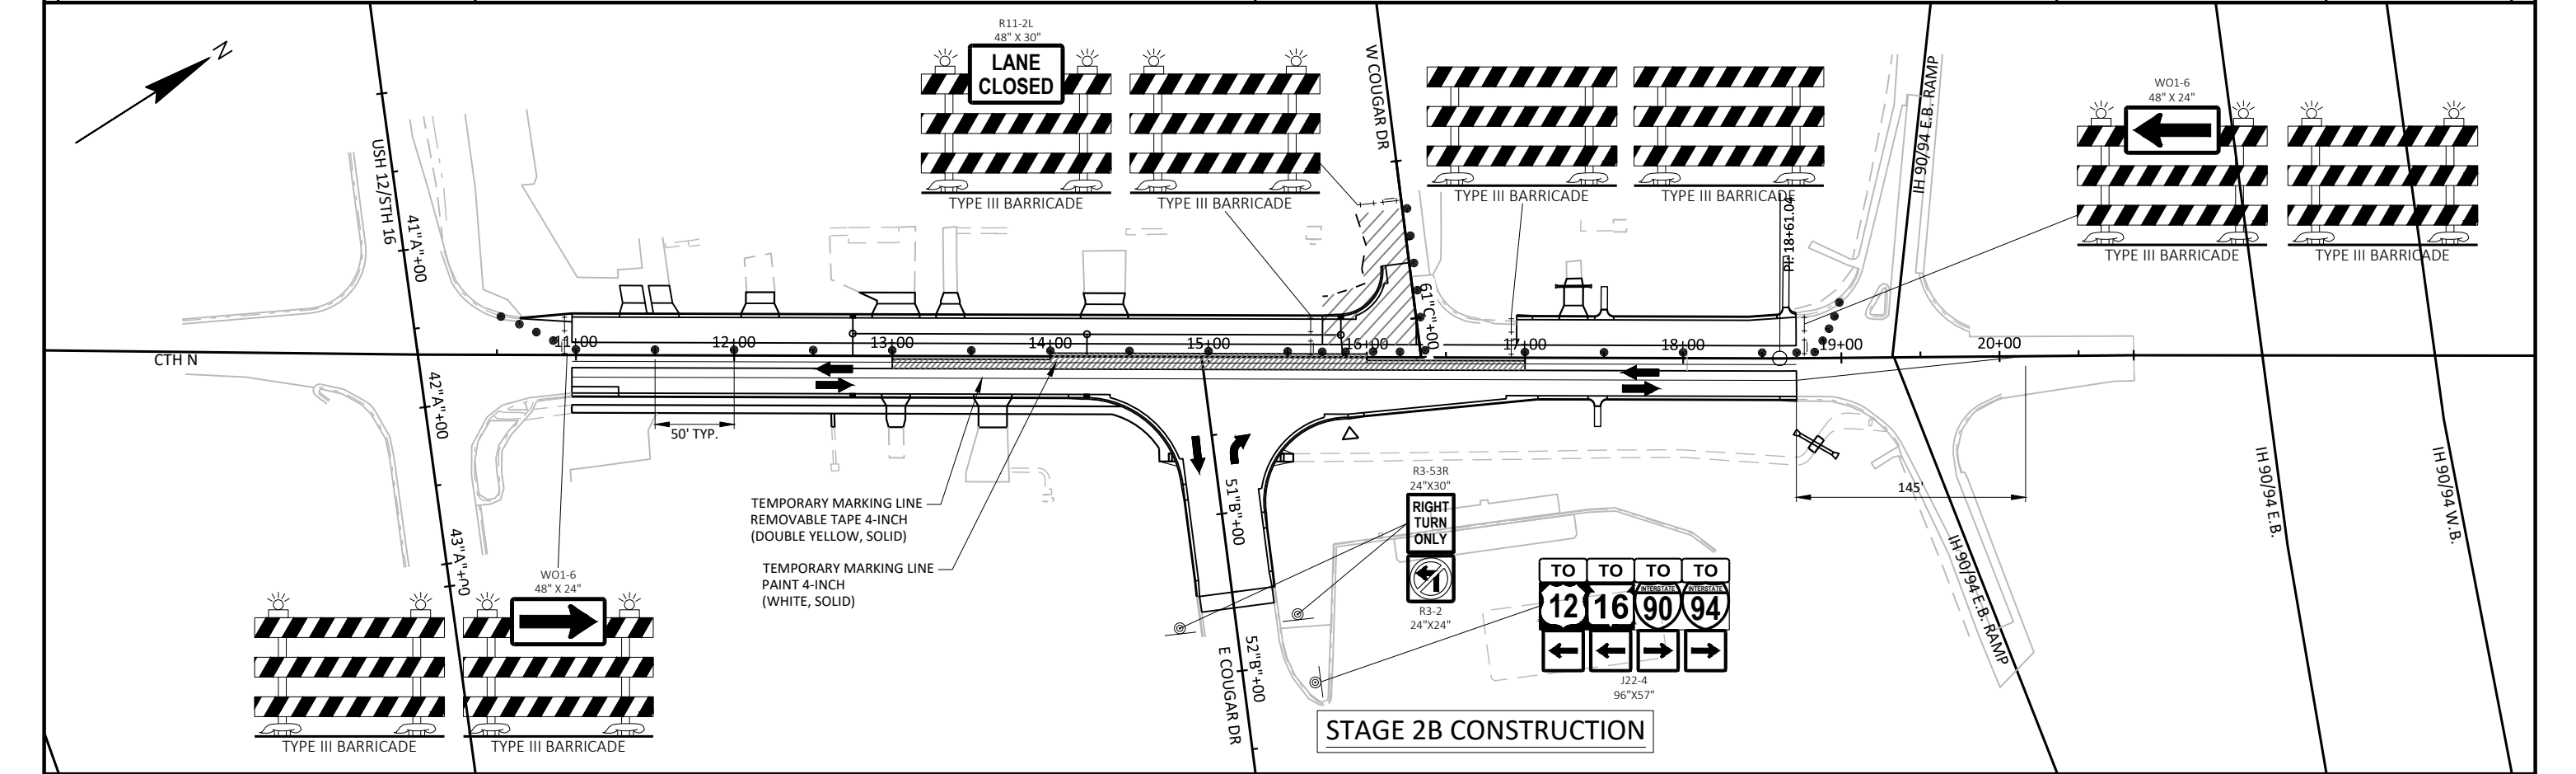 N
R11-2L
48" X 30"
LANE
CLOSED
TYPE III BARRICADE
TYPE III BARRICADE
W COUGAR DR
TYPE III BARRICADE
TYPE III BARRICADE
PI: 18+61.04
IH 90/94 E.B. RAMP
WO1-6
48" X 24"
TYPE III BARRICADE
TYPE III BARRICADE
USH 12/STH 16
41"A"+00
61"C"+00
CTH N
11+00
12+00
13+00
14+00
15+00
16+00
17+00
18+00
19+00
20+00
42"A"+00
50' TYP.
TEMPORARY MARKING LINE
REMOVABLE TAPE 4-INCH
(DOUBLE YELLOW, SOLID)
TEMPORARY MARKING LINE
PAINT 4-INCH
(WHITE, SOLID)
51"B"+00
R3-53R
24"X30"
RIGHT
TURN
ONLY
R3-2
24"X24"
145'
IH 90/94 E.B.
IH 90/94 W.B.
43"A"+00
WO1-6
48" X 24"
TYPE III BARRICADE
TYPE III BARRICADE
52"B"+00
E COUGAR DR
TO TO TO TO
INTERSTATE INTERSTATE
12 16 90 94
J22-4
96"X57"
IH 90/94 E.B. RAMP
STAGE 2B CONSTRUCTION